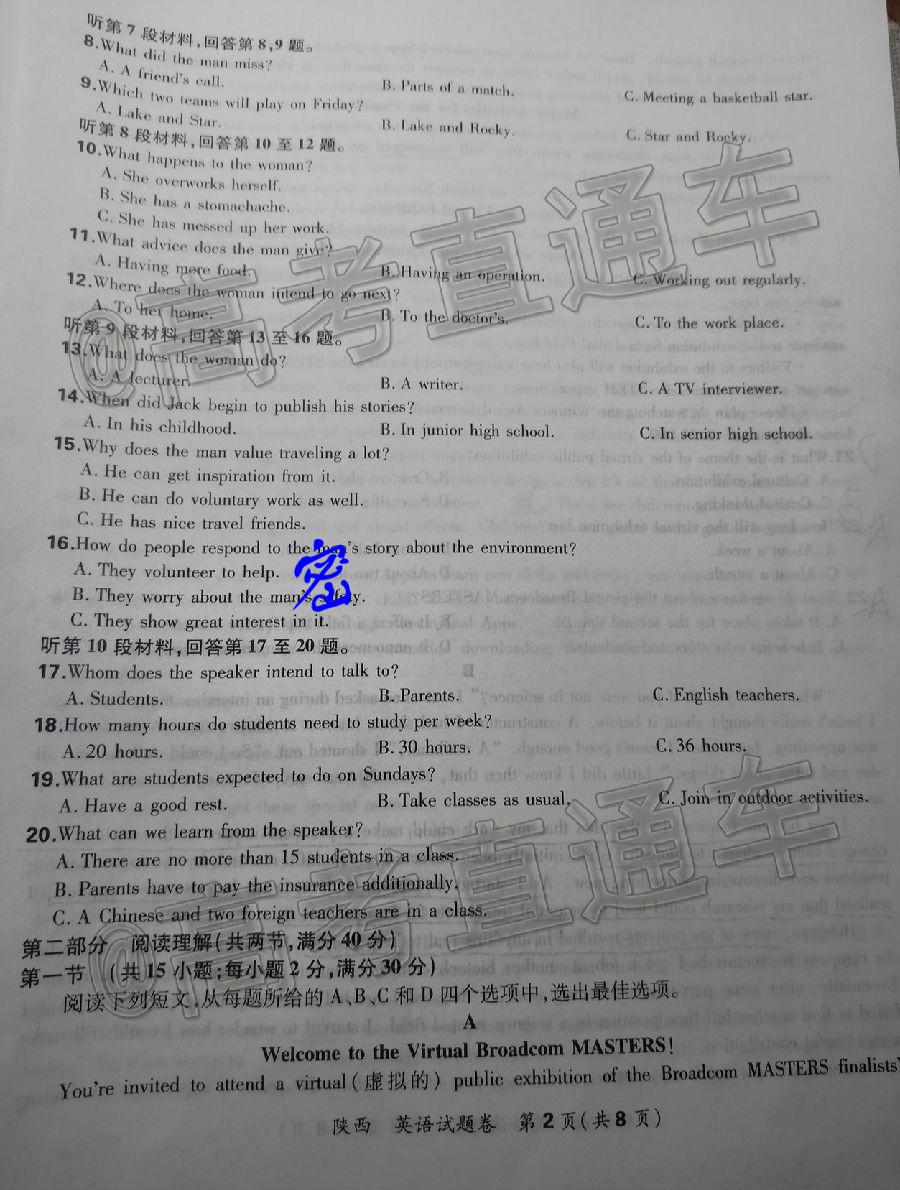 听第7段材料,回答第8,9题。
8.What did the man miss?
A. A friend's call. B. Parts of a match. C. Meeting a basketball star.
9.Which two teams will play on Friday?
A. Lake and Star. B. Lake and Rocky. C. Star and Rocky.
听第8段材料,回答第10至12题。
10.What happens to the woman?
A. She overworks herself.
B. She has a stomachache.
C. She has messed up her work.
11.What advice does the man give?
A. Having more food. B. Having an operation. C. Working out regularly.
12.Where does the woman intend to go next?
A. To her home. B. To the doctor's. C. To the work place.
听第9段材料,回答第13至16题。
13.What does the woman do?
A. A lecturer. B. A writer. C. A TV interviewer.
14.When did Jack begin to publish his stories?
A. In his childhood. B. In junior high school. C. In senior high school.
15.Why does the man value traveling a lot?
A. He can get inspiration from it.
B. He can do voluntary work as well.
C. He has nice travel friends.
16.How do people respond to the man's story about the environment?
A. They volunteer to help.
密
B. They worry about the man's safety.
C. They show great interest in it.
听第10段材料,回答第17至20题。
17.Whom does the speaker intend to talk to?
A. Students. B. Parents. C. English teachers.
18.How many hours do students need to study per week?
A. 20 hours. B. 30 hours. C. 36 hours.
19.What are students expected to do on Sundays?
A. Have a good rest. B. Take classes as usual. C. Join in outdoor activities.
20.What can we learn from the speaker?
A. There are no more than 15 students in a class.
B. Parents have to pay the insurance additionally.
C. A Chinese and two foreign teachers are in a class.
第二部分 阅读理解(共两节,满分40分)
第一节 (共15小题;每小题2分,满分30分)
阅读下列短文,从每题所给的A、B、C和D四个选项中,选出最佳选项。
A
Welcome to the Virtual Broadcom MASTERS!
You're invited to attend a virtual(虚拟的) public exhibition of the Broadcom MASTERS finalists'
陕西 英语试题卷 第2页(共8页)
@高考直通车
@高考直通车